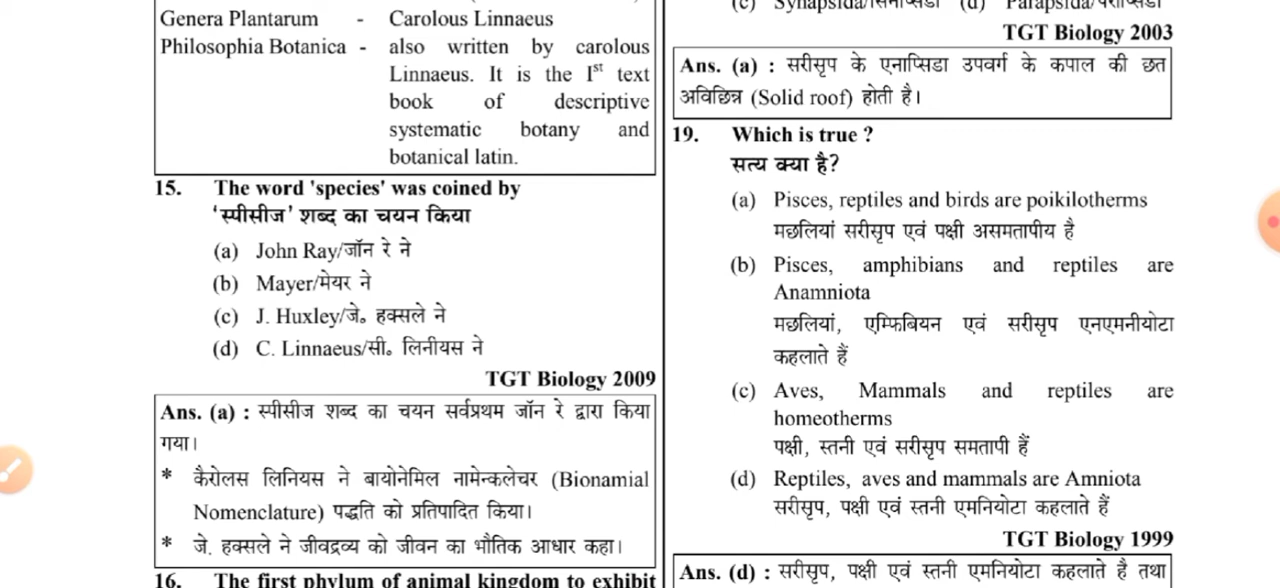 Genera Plantarum - Carolous Linnaeus
Philosophia Botanica - also written by carolous
Linnaeus. It is the Ist text
book of descriptive
systematic botany and
botanical latin.
15. The word 'species' was coined by
'स्पीसीज' शब्द का चयन किया
(a) John Ray/जॉन रे ने
(b) Mayer/मेयर ने
(c) J. Huxley/जे० हक्सले ने
(d) C. Linnaeus/सी० लिनीयस ने
TGT Biology 2009
Ans. (a) : स्पीसीज शब्द का चयन सर्वप्रथम जॉन रे द्वारा किया
गया।
* कैरोलस लिनियस ने बायोनेमिल नामेन्कलेचर (Bionamial
Nomenclature) पद्धति को प्रतिपादित किया।
* जे. हक्सले ने जीवद्रव्य को जीवन का भौतिक आधार कहा।
16. The first phylum of animal kingdom to exhibit
(c) Synapsida/सिनाप्सिडा (d) Parapsida/पैराप्सिडा
TGT Biology 2003
Ans. (a) : सरीसृप के एनाप्सिडा उपवर्ग के कपाल की छत
अविछिन्न (Solid roof) होती है।
19. Which is true ?
सत्य क्या है?
(a) Pisces, reptiles and birds are poikilotherms
मछलियां सरीसृप एवं पक्षी असमतापीय है
(b) Pisces, amphibians and reptiles are
Anamniota
मछलियां, एम्फिबियन एवं सरीसृप एनएमनीयोटा
कहलाते हैं
(c) Aves, Mammals and reptiles are
homeotherms
पक्षी, स्तनी एवं सरीसृप समतापी हैं
(d) Reptiles, aves and mammals are Amniota
सरीसृप, पक्षी एवं स्तनी एमनियोटा कहलाते हैं
TGT Biology 1999
Ans. (d) : सरीसृप, पक्षी एवं स्तनी एमनियोटा कहलाते है तथा